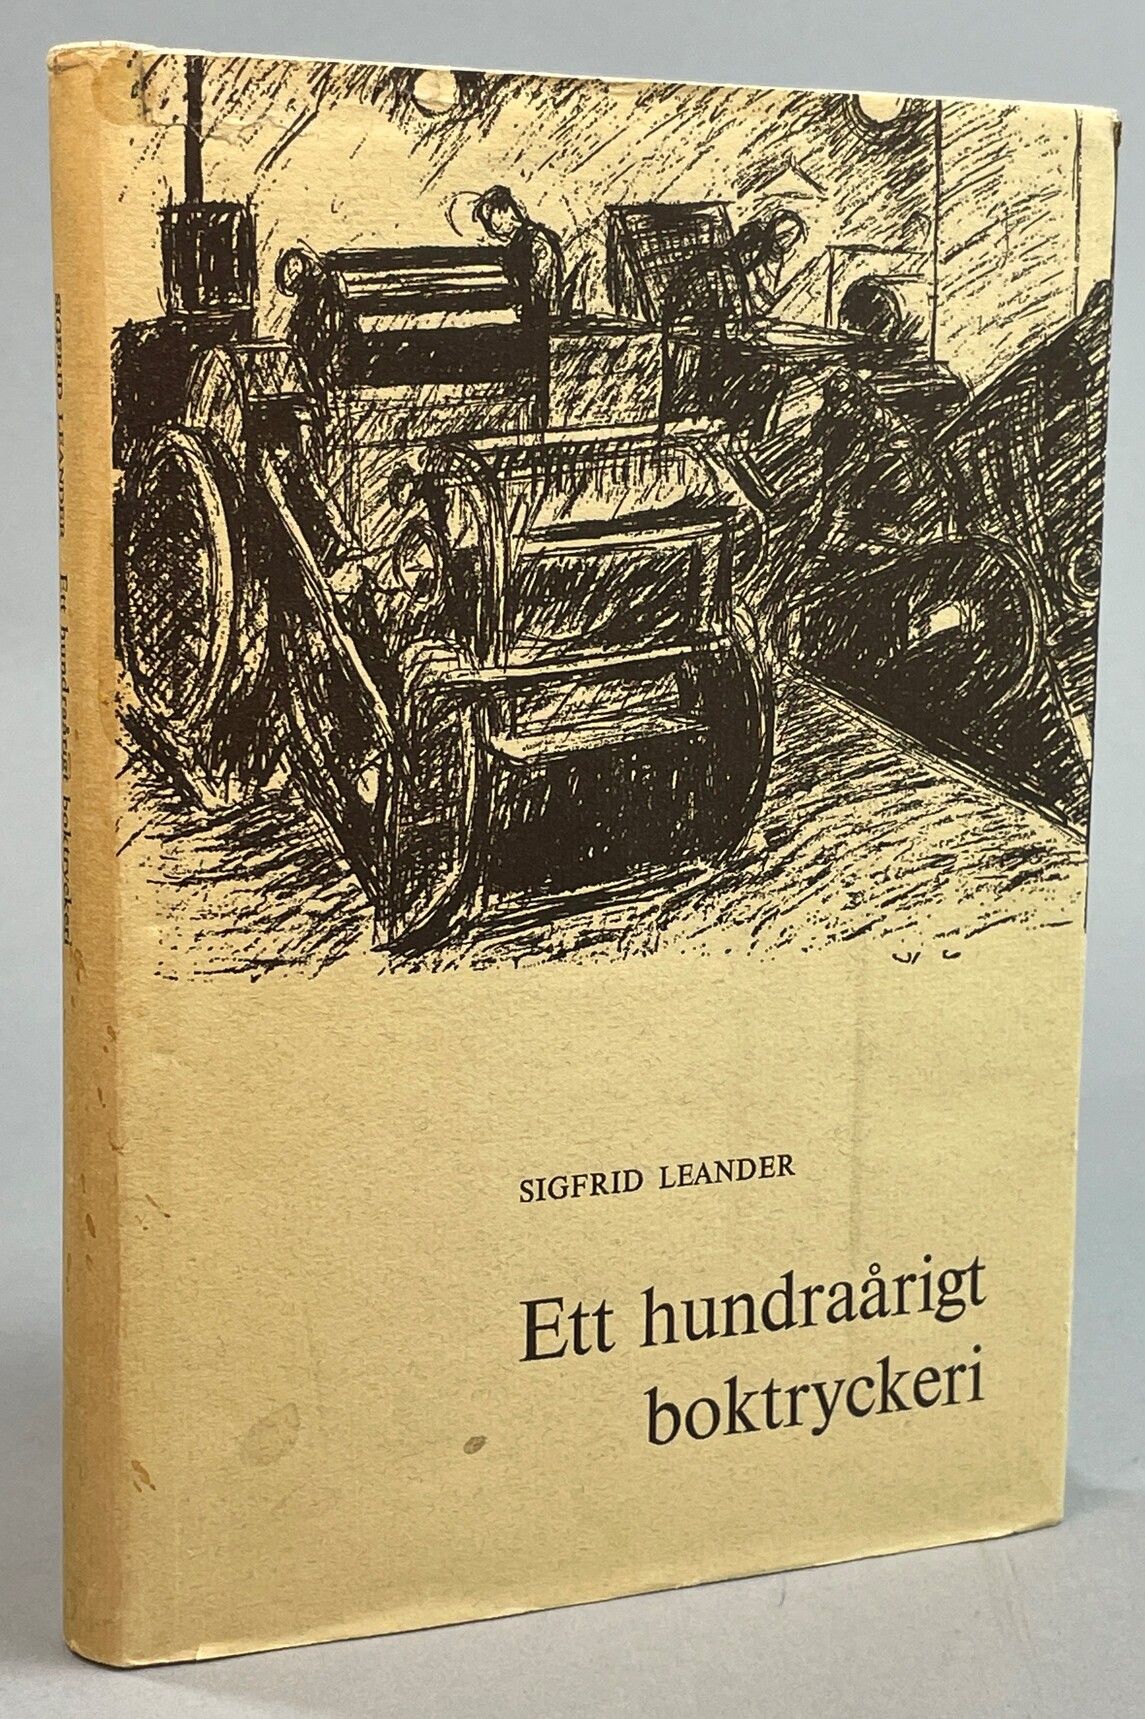 SIGFRID LEANDER Ett hundraårigt boktryckeri
SIGFRID LEANDER
Ett hundraårigt
boktryckeri